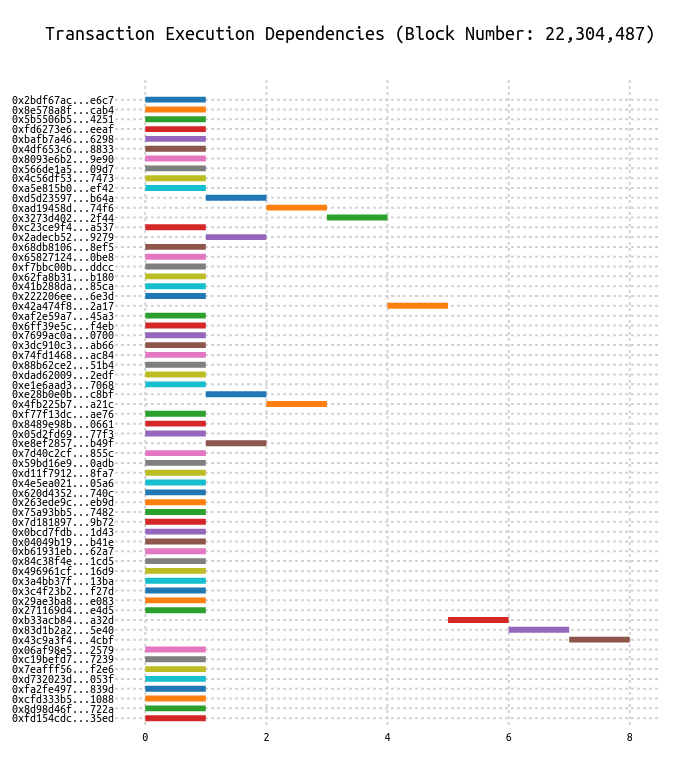 Transaction Execution Dependencies (Block Number: 22,304,487)
0x2bdf67ac...e6c7
0x8e578a8f...cab4
0x5b5506b5...4251
0xfd6273e6...eeaf
0xbafb7a46...6298
0x4df653c6...8833
0x8093e6b2...9e90
0x566de1a5...09d7
0x4c56df53...7473
0xa5e815b0...ef42
0xd5d23597...b64a
0xad19458d...74f6
0x3273d402...2f44
0xc23ce9f4...a537
0x2adecb52...9279
0x68db8106...8ef5
0x65827124...0be8
0xf7bbc00b...ddcc
0x62fa8b31...b180
0x41b288da...85ca
0x222206ee...6e3d
0x42a474f8...2a17
0xaf2e59a7...45a3
0x6ff39e5c...f4eb
0x7699ac0a...0700
0x3dc910c3...ab66
0x74fd1468...ac84
0x88b62ce2...51b4
0xdad62009...2edf
0xe1e6aad3...7068
0xe28b0e0b...c8bf
0x4fb225b7...a21c
0xf77f13dc...ae76
0x8489e98b...0661
0x05d2fd69...77f3
0xe8ef2857...b49f
0x7d40c2cf...855c
0x59bd16e9...0adb
0xd11f7912...8fa7
0x4e5ea021...05a6
0x620d4352...740c
0x263ede9c...eb9d
0x75a93bb5...7482
0x7d181897...9b72
0x0bcd7fdb...1d43
0x04049b19...b41e
0xb61931eb...62a7
0x84c38f4e...1cd5
0x496961cf...16d9
0x3a4bb37f...13ba
0x3c4f23b2...f27d
0x29ae3ba8...e083
0x271169d4...e4d5
0xb33acb84...a32d
0x83d1b2a2...5e40
0x43c9a3f4...4cbf
0x06af98e5...2579
0xc19befd7...7239
0x7eafff56...f2e6
0xd732023d...053f
0xfa2fe497...839d
0xcfd333b5...1088
0x8d98d46f...722a
0xfd154cdc...35ed
0 2 4 6 8